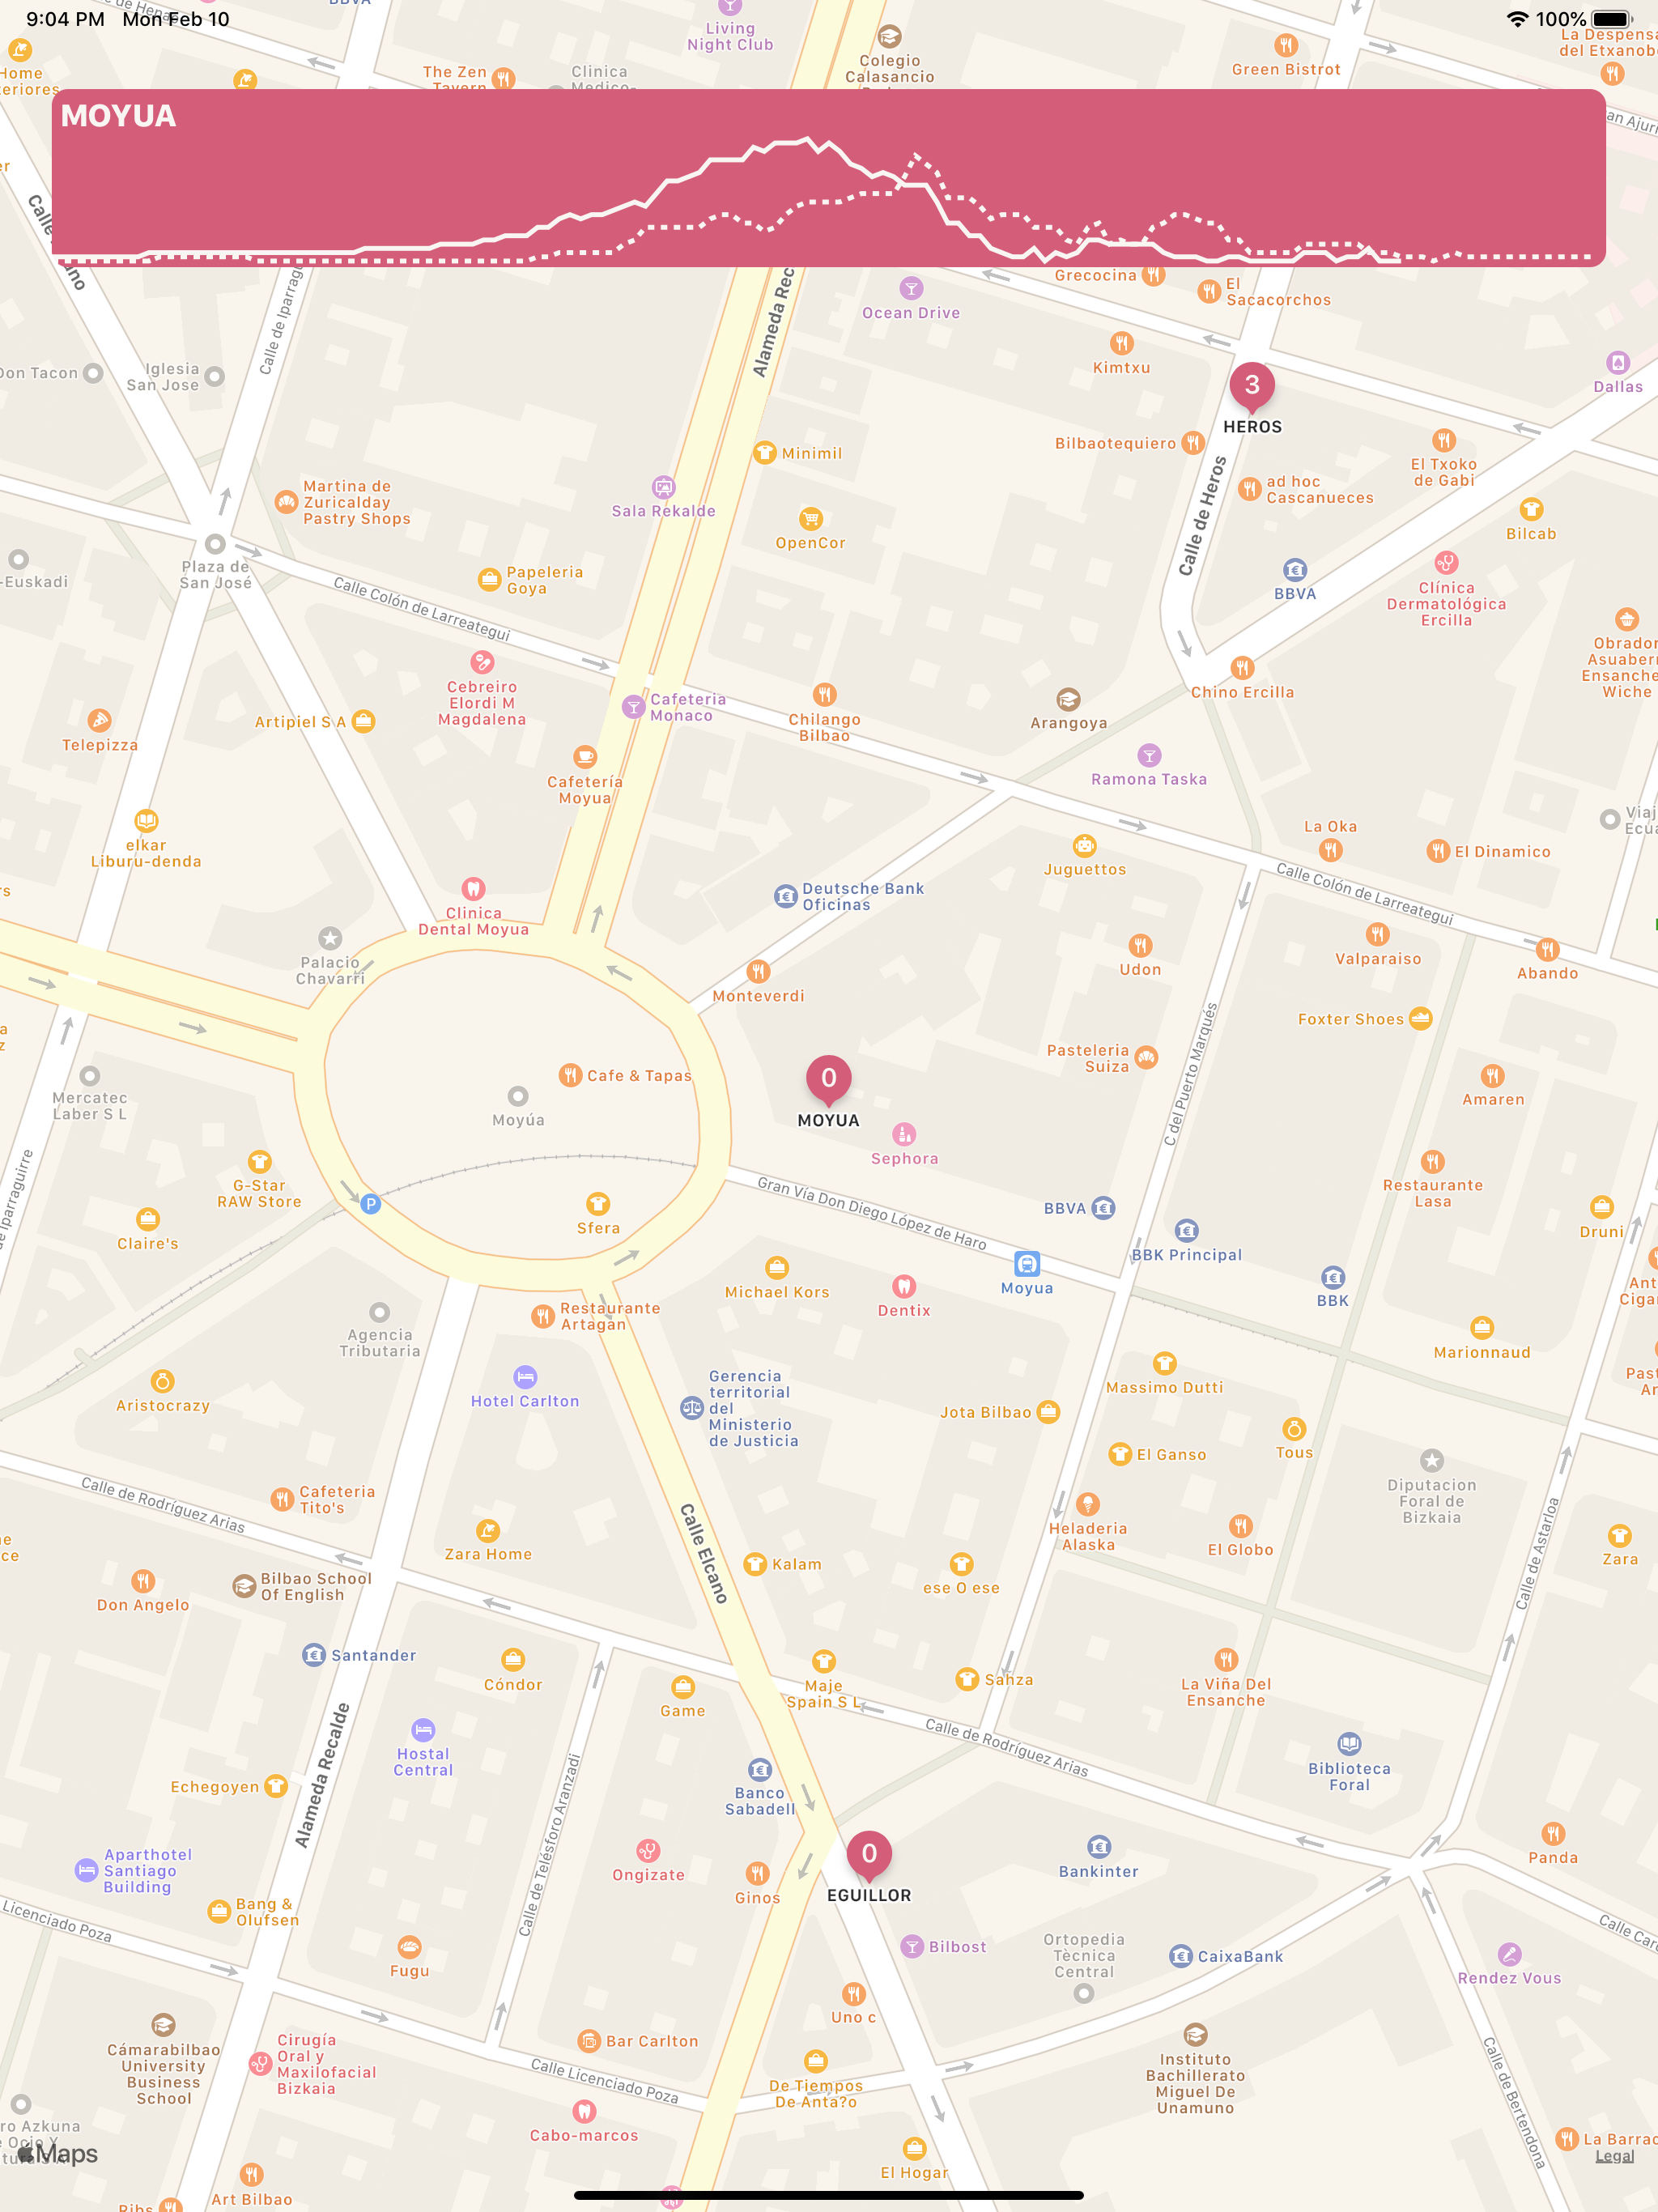 9:04 PM Mon Feb 10
100%
BBVA
Living
Night Club
Colegio
Calasancio
Green Bistrot
La Despensa
del Etxanobe
Home
The Zen
Tavern
Clinica
Medico-
MOYUA
Grecocina
El
Sacacorchos
Ocean Drive
Kimtxu
Dallas
Don Tacon
Iglesia
San Jose
Alameda Rec
3
HEROS
Bilbaotequiero
Minimil
El Txoko
de Gabi
ad hoc
Cascanueces
Calle de Heros
Martina de
Zuricalday
Pastry Shops
Sala Rekalde
OpenCor
Bilcab
-Euskadi
Plaza de
San José
Papeleria
Goya
BBVA
Clínica
Dermatológica
Ercilla
Calle Colón de Larreategui
Cebreiro
Elordi M
Magdalena
Cafeteria
Monaco
Chilango
Bilbao
Arangoya
Chino Ercilla
Obrador
Ensanche
Wiche
Artipiel S A
Telepizza
Ramona Taska
Cafetería
Moyua
elkar
Liburu-denda
Juguettos
La Oka
El Dinamico
Deutsche Bank
Oficinas
Calle Colón de Larreategui
Clinica
Dental Moyua
Palacio
Chavarri
Udon
Valparaiso
Abando
Monteverdi
Foxter Shoes
Pasteleria
Suiza
C del Puerto Marqués
Cafe & Tapas
0
MOYUA
Moyúa
Mercatec
Laber S L
Amaren
Sephora
G-Star
RAW Store
P
Sfera
Gran Vía Don Diego López de Haro
BBVA
Restaurante
Lasa
Claire's
Druni
BBK Principal
Michael Kors
Dentix
Moyua
BBK
Restaurante
Artagan
Agencia
Tributaria
Marionnaud
Aristocrazy
Hotel Carlton
Gerencia
territorial
del
Ministerio
de Justicia
Massimo Dutti
Jota Bilbao
El Ganso
Tous
Diputacion
Foral de
Bizkaia
Calle de Rodríguez Arias
Cafeteria
Tito's
Calle Elcano
Heladeria
Alaska
El Globo
Zara
Zara Home
Kalam
ese O ese
Calle de Astarloa
Don Angelo
Bilbao School
Of English
Santander
Cóndor
Game
Maje
Spain S L
Sahza
La Viña Del
Ensanche
Calle de Rodríguez Arias
Alameda Recalde
Hostal
Central
Calle de Telésforo Aranzadi
Echegoyen
Banco
Sabadell
Biblioteca
Foral
Aparthotel
Santiago
Building
Ongizate
Ginos
0
EGUILLOR
Bankinter
Panda
Bang &
Olufsen
Licenciado Poza
Fugu
Bilbost
Ortopedia
Tècnica
Central
CaixaBank
Rendez Vous
Uno c
Cámarabilbao
University
Business
School
Cirugía
Oral y
Maxilofacial
Bizkaia
Bar Carlton
Calle Licenciado Poza
De Tiempos
De Anta?o
Instituto
Bachillerato
Miguel De
Unamuno
Calle de Bertendona
Cabo-marcos
Maps
El Hogar
La Barrac
Legal
Art Bilbao
Ribs